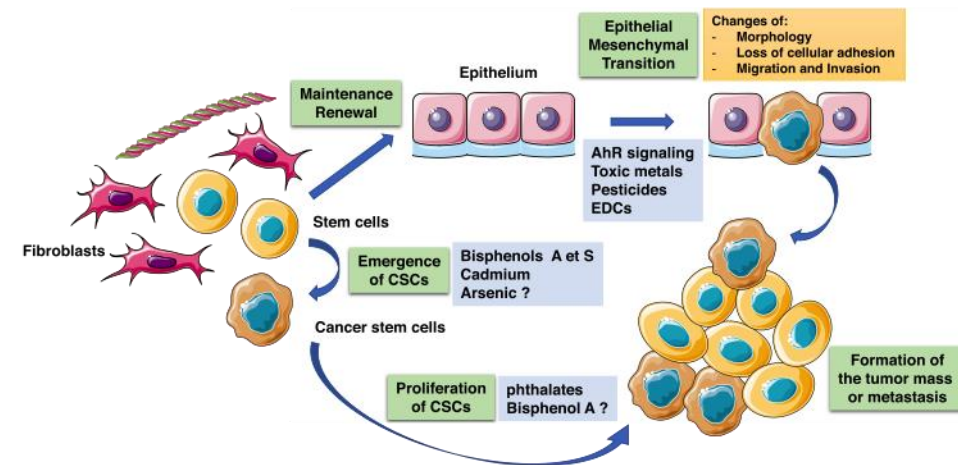 Epithelial
Mesenchymal
Transition
Changes of:
- Morphology
- Loss of cellular adhesion
- Migration and Invasion
Epithelium
Maintenance
Renewal
AhR signaling
Toxic metals
Pesticides
EDCs
Stem cells
Fibroblasts
Emergence
of CSCs
Bisphenols A et S
Cadmium
Arsenic ?
Cancer stem cells
Formation of
the tumor mass
or metastasis
Proliferation
of CSCs
phthalates
Bisphenol A ?